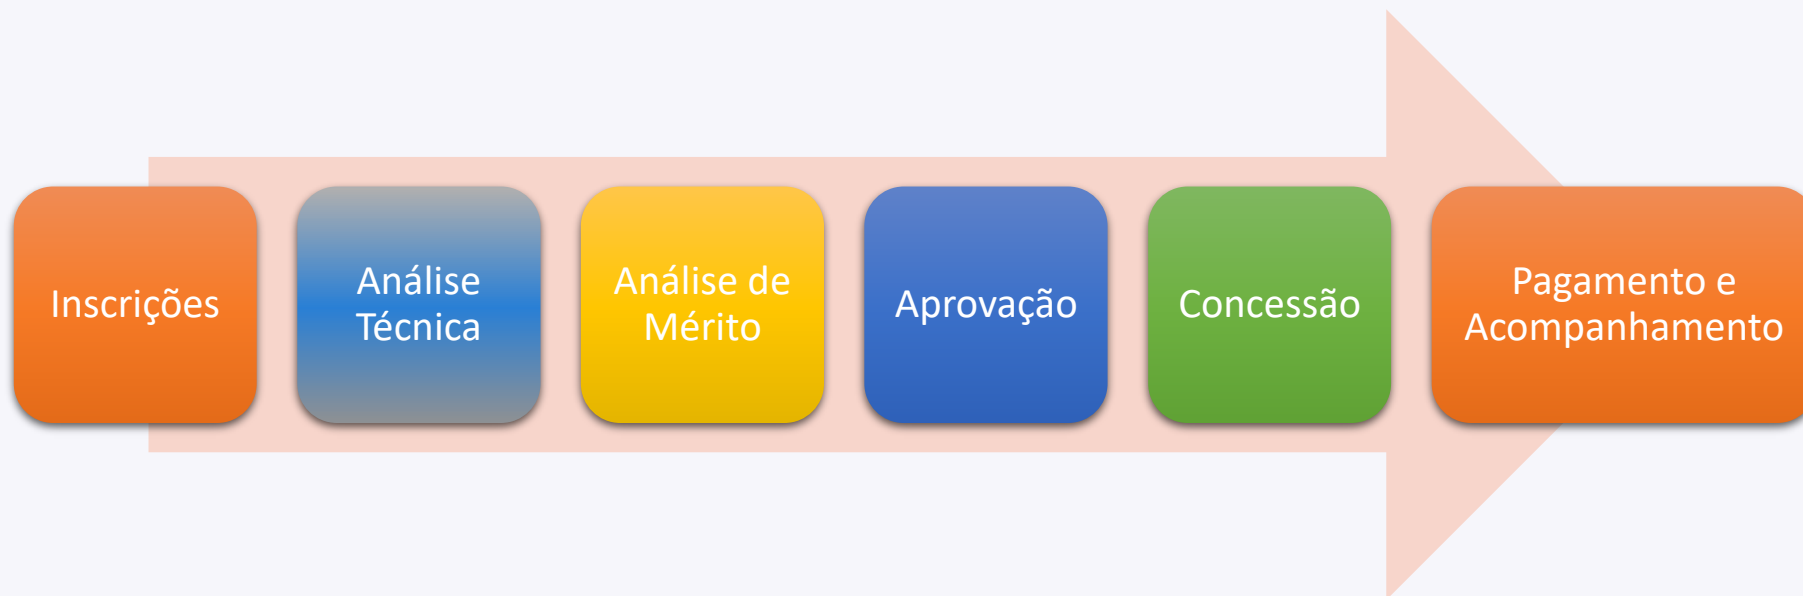 Inscrições
Análise
Técnica
Análise de
Mérito
Aprovação
Concessão
Pagamento e
Acompanhamento